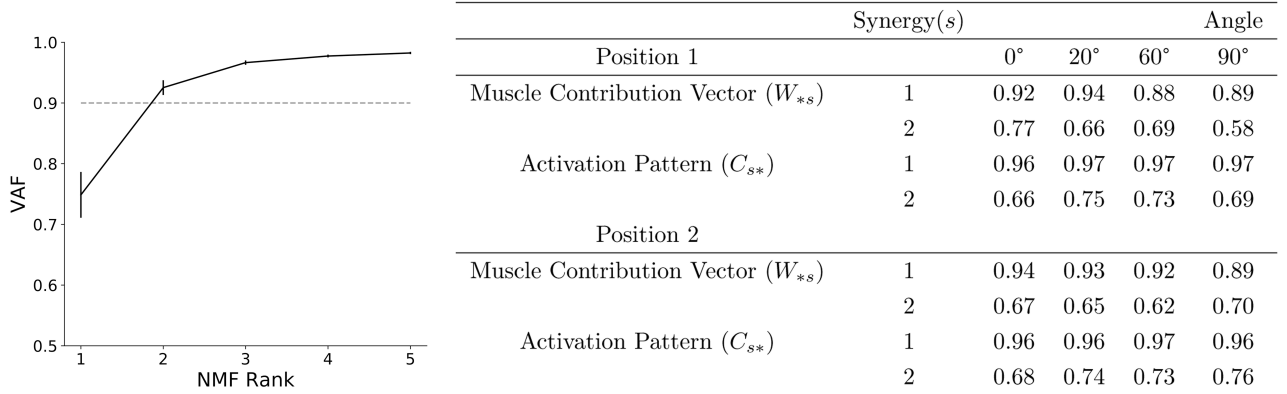 1.0
0.9
0.8
0.7
0.6
0.5
VAF
1 2 3 4 5
NMF Rank
Synergy(s) Angle
Position 1 0° 20° 60° 90°
Muscle Contribution Vector (W∗s) 1 0.92 0.94 0.88 0.89
2 0.77 0.66 0.69 0.58
Activation Pattern (Cs∗) 1 0.96 0.97 0.97 0.97
2 0.66 0.75 0.73 0.69
Position 2
Muscle Contribution Vector (W∗s) 1 0.94 0.93 0.92 0.89
2 0.67 0.65 0.62 0.70
Activation Pattern (Cs∗) 1 0.96 0.96 0.97 0.96
2 0.68 0.74 0.73 0.76